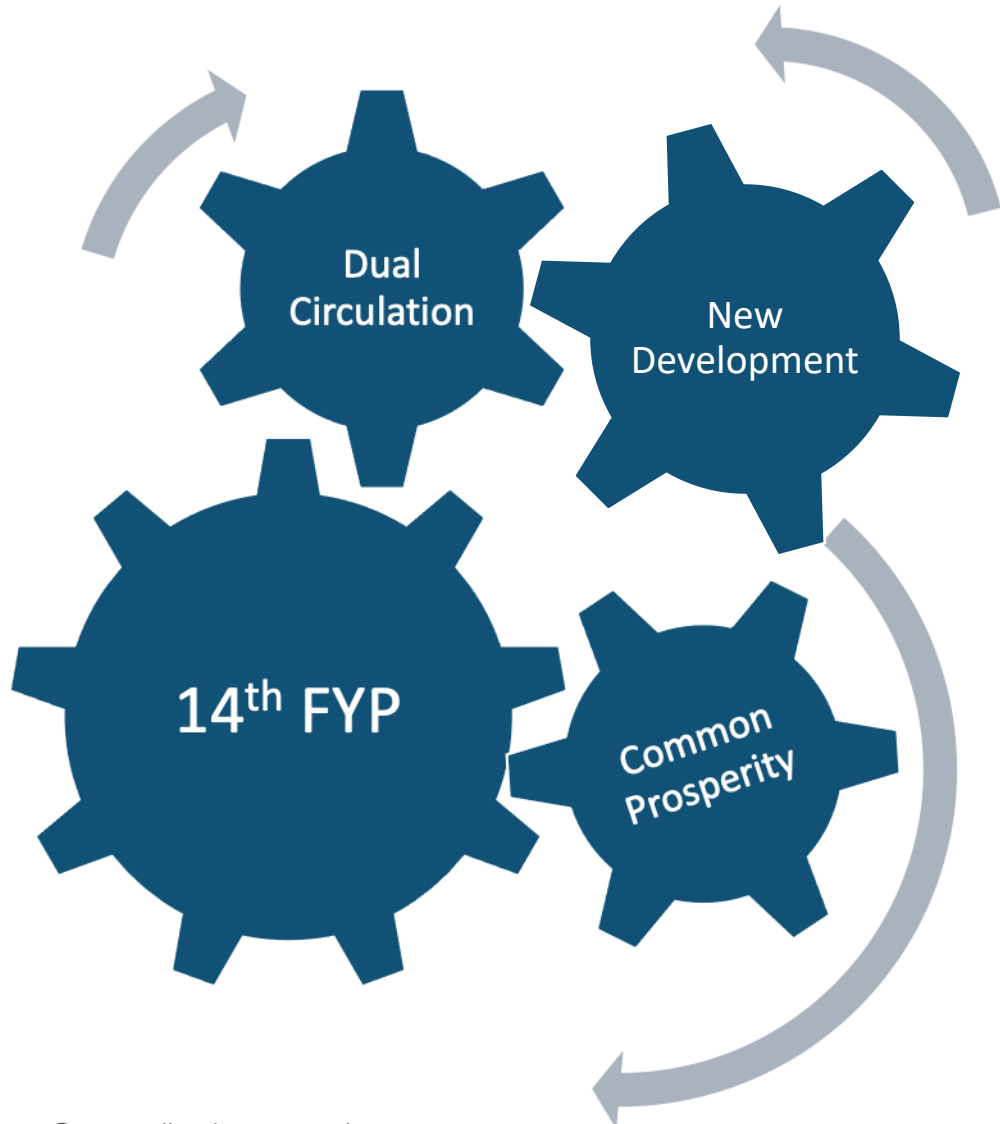 Dual
Circulation
New
Development
14th FYP
Common
Prosperity